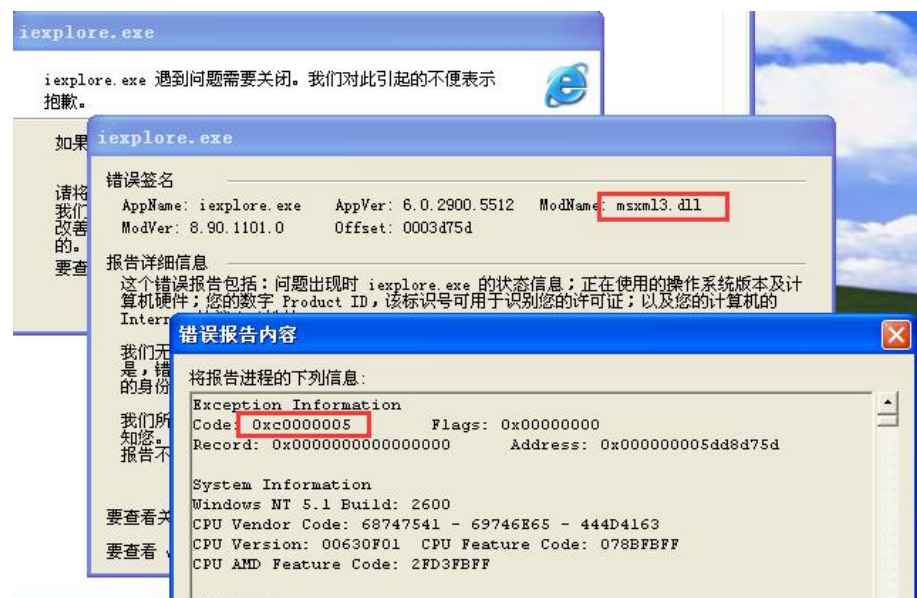 iexplore.exe
iexplore.exe 遇到问题需要关闭。我们对此引起的不便表示
抱歉。
如果
请将
我们
改善
的。
要查
iexplore.exe
错误签名
AppName: iexplore.exe AppVer: 6.0.2900.5512 ModName: msxml3.dll
ModVer: 8.90.1101.0 Offset: 0003d75d
报告详细信息
这个错误报告包括：问题出现时 iexplore.exe 的状态信息；正在使用的操作系统版本及计
算机硬件；您的数字 Product ID，该标识号可用于识别您的许可证；以及您的计算机的
Interr
我们无
是，错
的身份
我们所
知您。
报告不
要查看关
要查看
错误报告内容
将报告进程的下列信息:
Exception Information
Code: 0xc0000005 Flags: 0x00000000
Record: 0x0000000000000000 Address: 0x000000005dd8d75d
System Information
Windows NT 5.1 Build: 2600
CPU Vendor Code: 68747541 - 69746E65 - 444D4163
CPU Version: 00630F01 CPU Feature Code: 078BFBFF
CPU AMD Feature Code: 2FD3FBFF